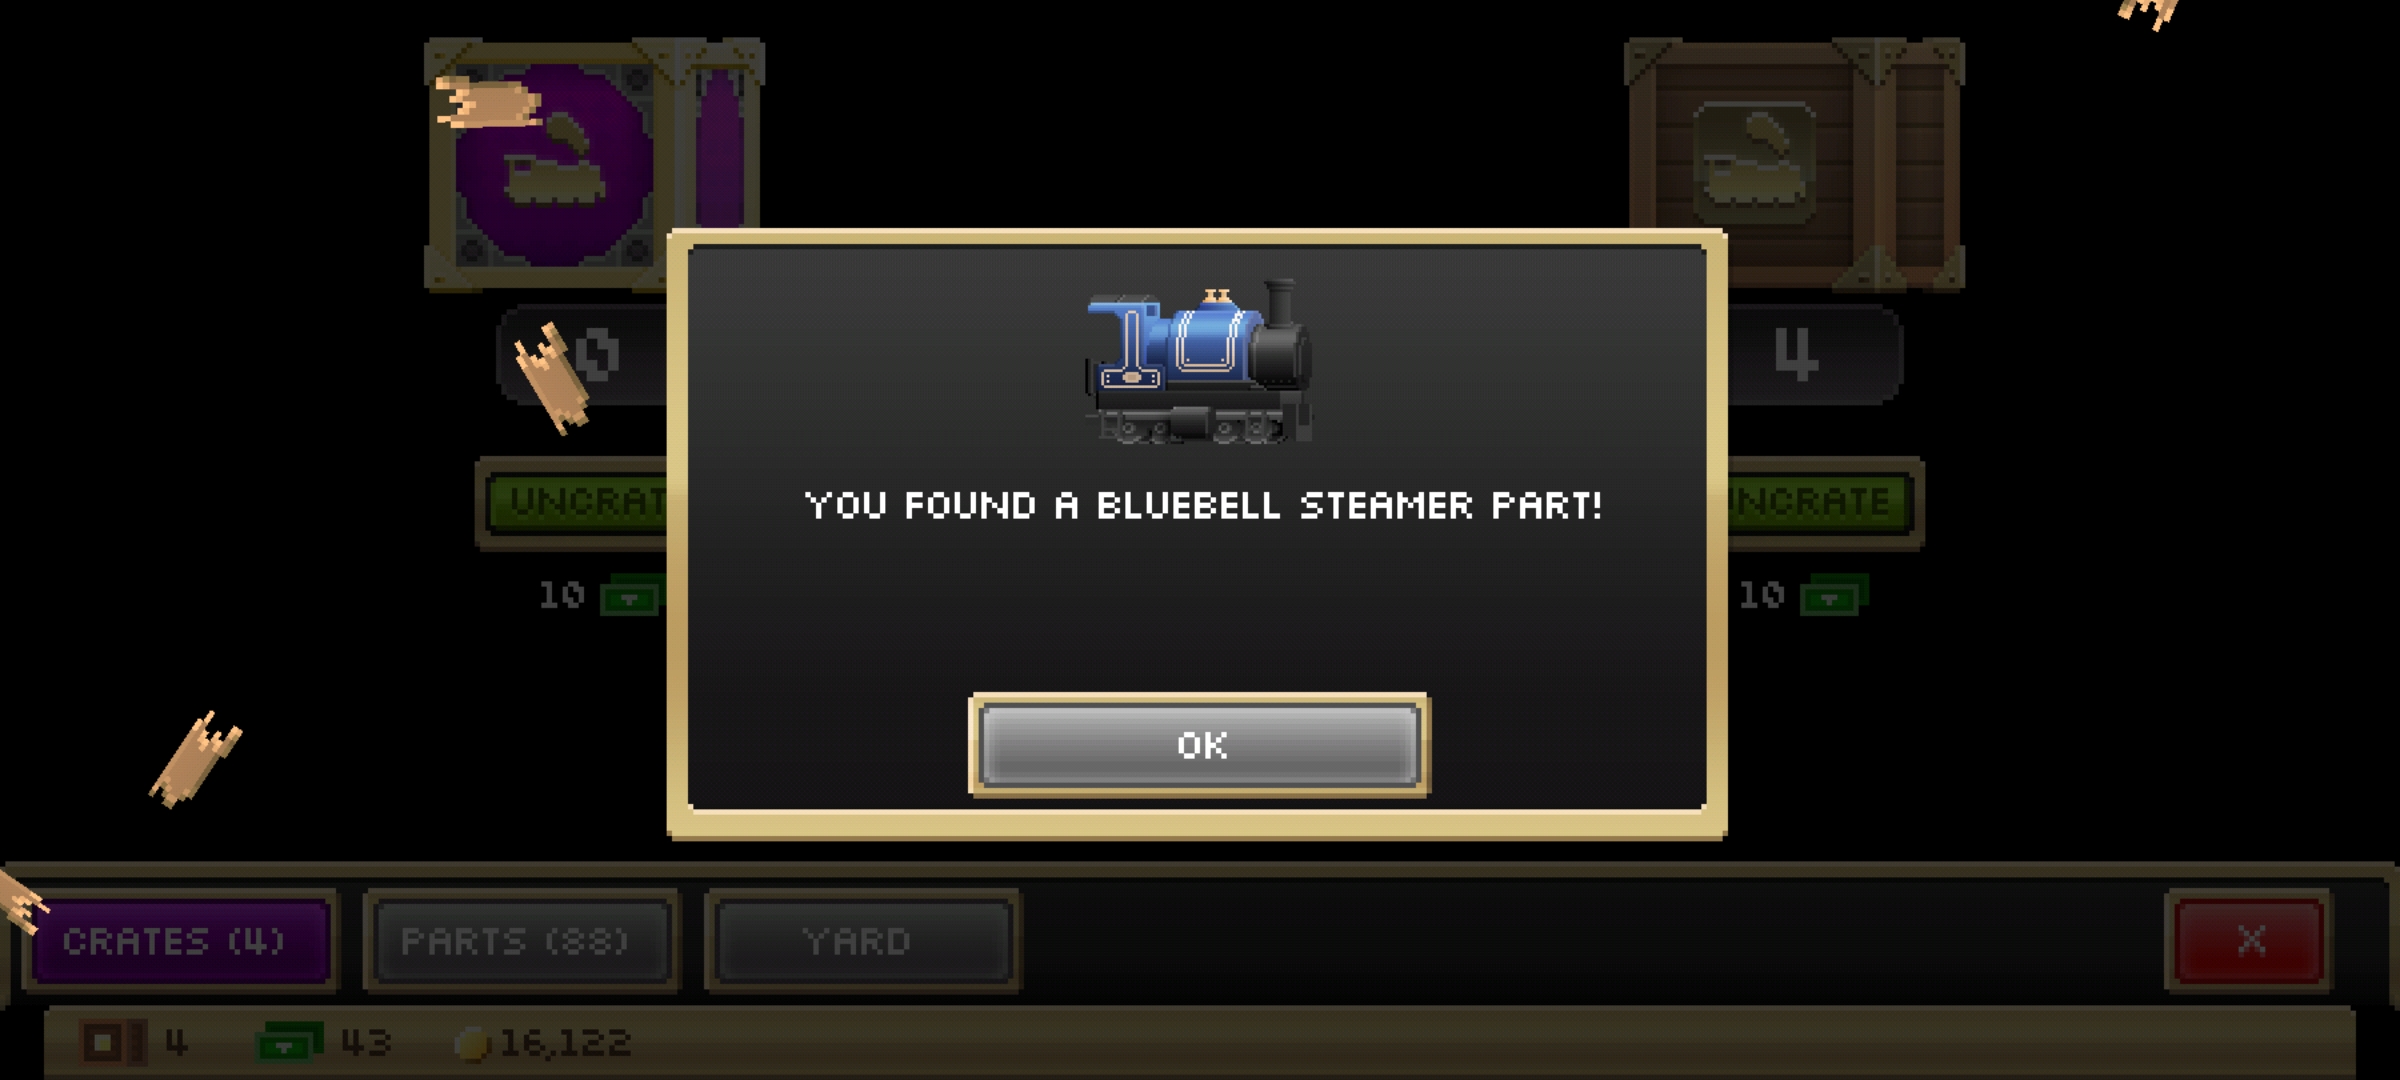 0
4
UNCRAT
NCRATE
10
10
YOU FOUND A BLUEBELL STEAMER PART!
OK
CRATES (4)
PARTS (88)
YARD
X
4
43
16,122